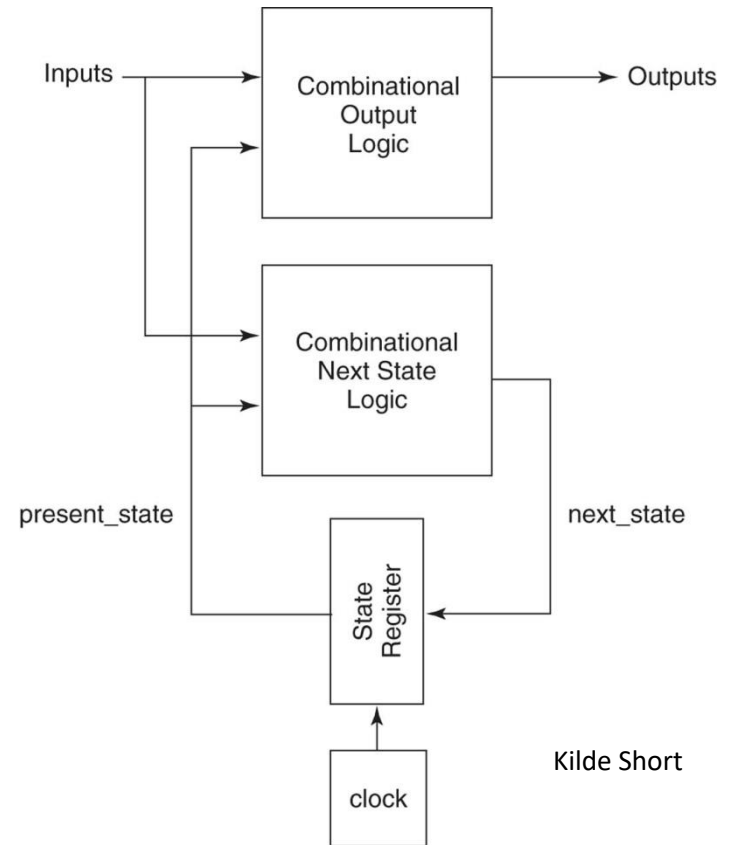 Inputs
Combinational
Output
Logic
Outputs
Combinational
Next State
Logic
present_state
next_state
State
Register
clock
Kilde Short